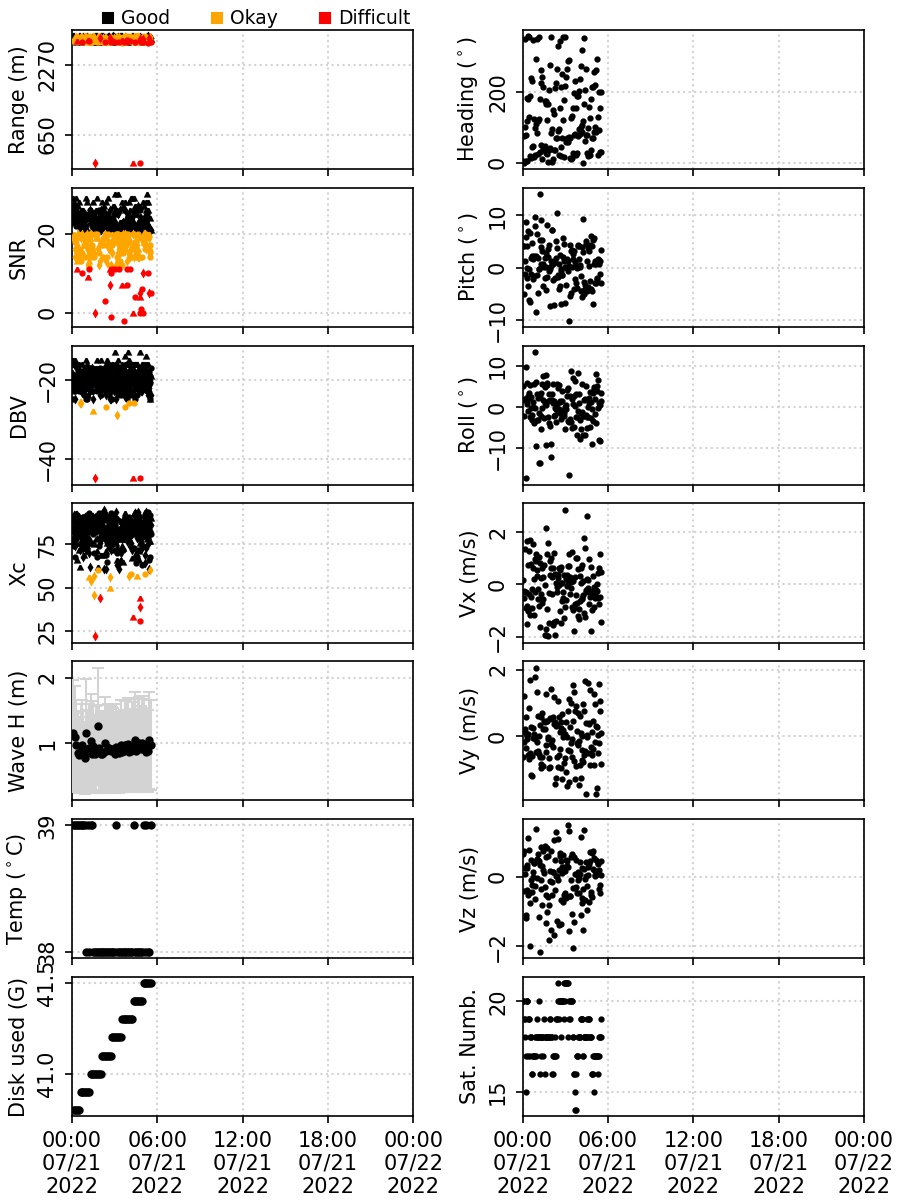 Good Okay Difficult
Range (m)
2270
650
Heading (°)
200
0
SNR
20
0
Pitch (°)
10
0
−10
DBV
−20
−40
Roll (°)
10
0
−10
Xc
75
50
25
Vx (m/s)
2
0
−2
Wave H (m)
2
1
Vy (m/s)
2
0
Temp (°C)
39
38
Vz (m/s)
0
−2
Disk used (G)
41.5
41.0
Sat. Numb.
20
15
00:00 06:00 12:00 18:00 00:00
07/21 07/21 07/21 07/21 07/22
2022 2022 2022 2022 2022
00:00 06:00 12:00 18:00 00:00
07/21 07/21 07/21 07/21 07/22
2022 2022 2022 2022 2022